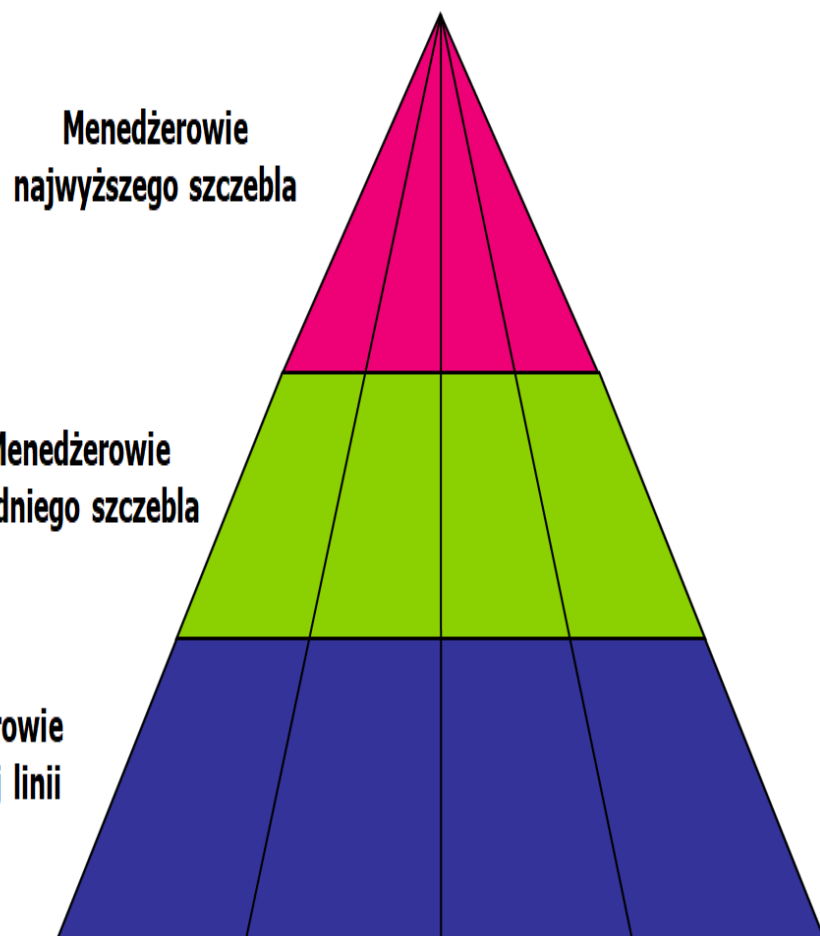 Menedżerowie
najwyższego szczebla
Menedżerowie
dniego szczebla
rowie
linii